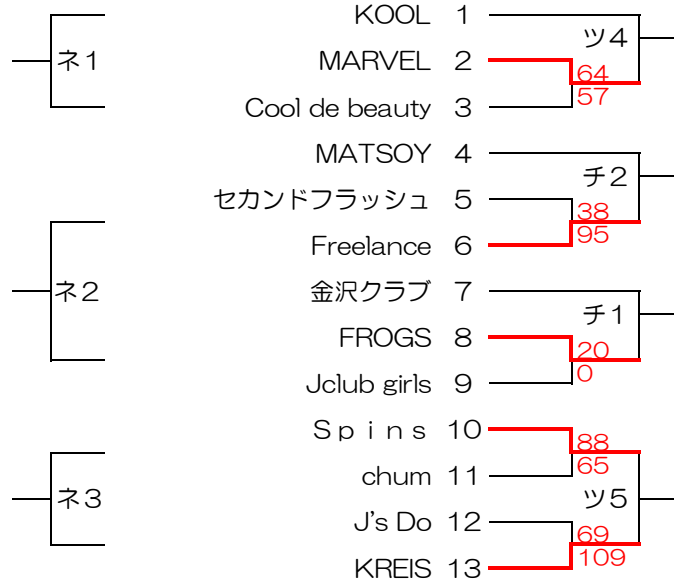 KOOL 1
ツ4
ネ1
MARVEL 2
64
57
Cool de beauty 3
MATSOY 4
チ2
セカンドフラッシュ 5
38
95
Freelance 6
ネ2
金沢クラブ 7
チ1
FROGS 8
20
0
Jclub girls 9
Ｓｐｉｎｓ 10
88
65
chum 11
ネ3
ツ5
J's Do 12
69
109
KREIS 13